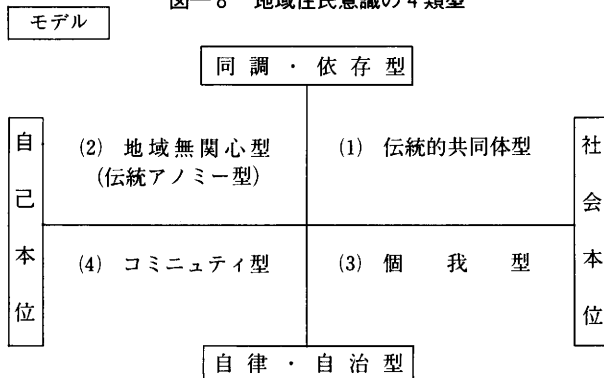 図—8 地域住民意識の4類型
モデル
同調・依存型
自己本位
(2) 地域無関心型
(伝統アノミー型)
(1) 伝統的共同体型
社会本位
(4) コミニュティ型
(3) 個我型
自律・自治型